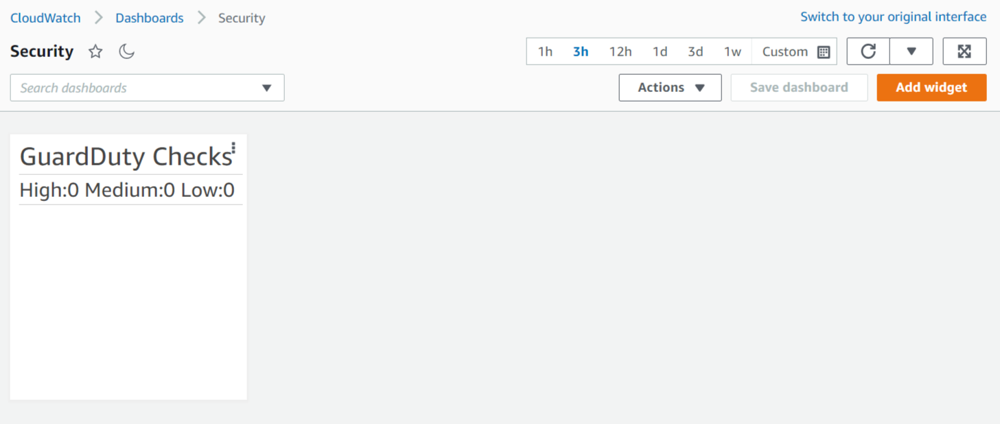 CloudWatch Dashboards Security
Switch to your original interface
Security
1h 3h 12h 1d 3d 1w Custom
Search dashboards
Actions Save dashboard Add widget
GuardDuty Checks
High:0 Medium:0 Low:0